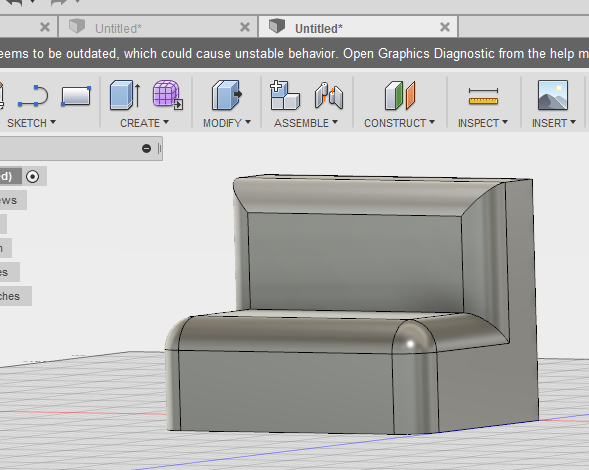 Untitled*
Untitled*
eems to be outdated, which could cause unstable behavior. Open Graphics Diagnostic from the help m
SKETCH
CREATE
MODIFY
ASSEMBLE
CONSTRUCT
INSPECT
INSERT
d)
ews
n
es
ches